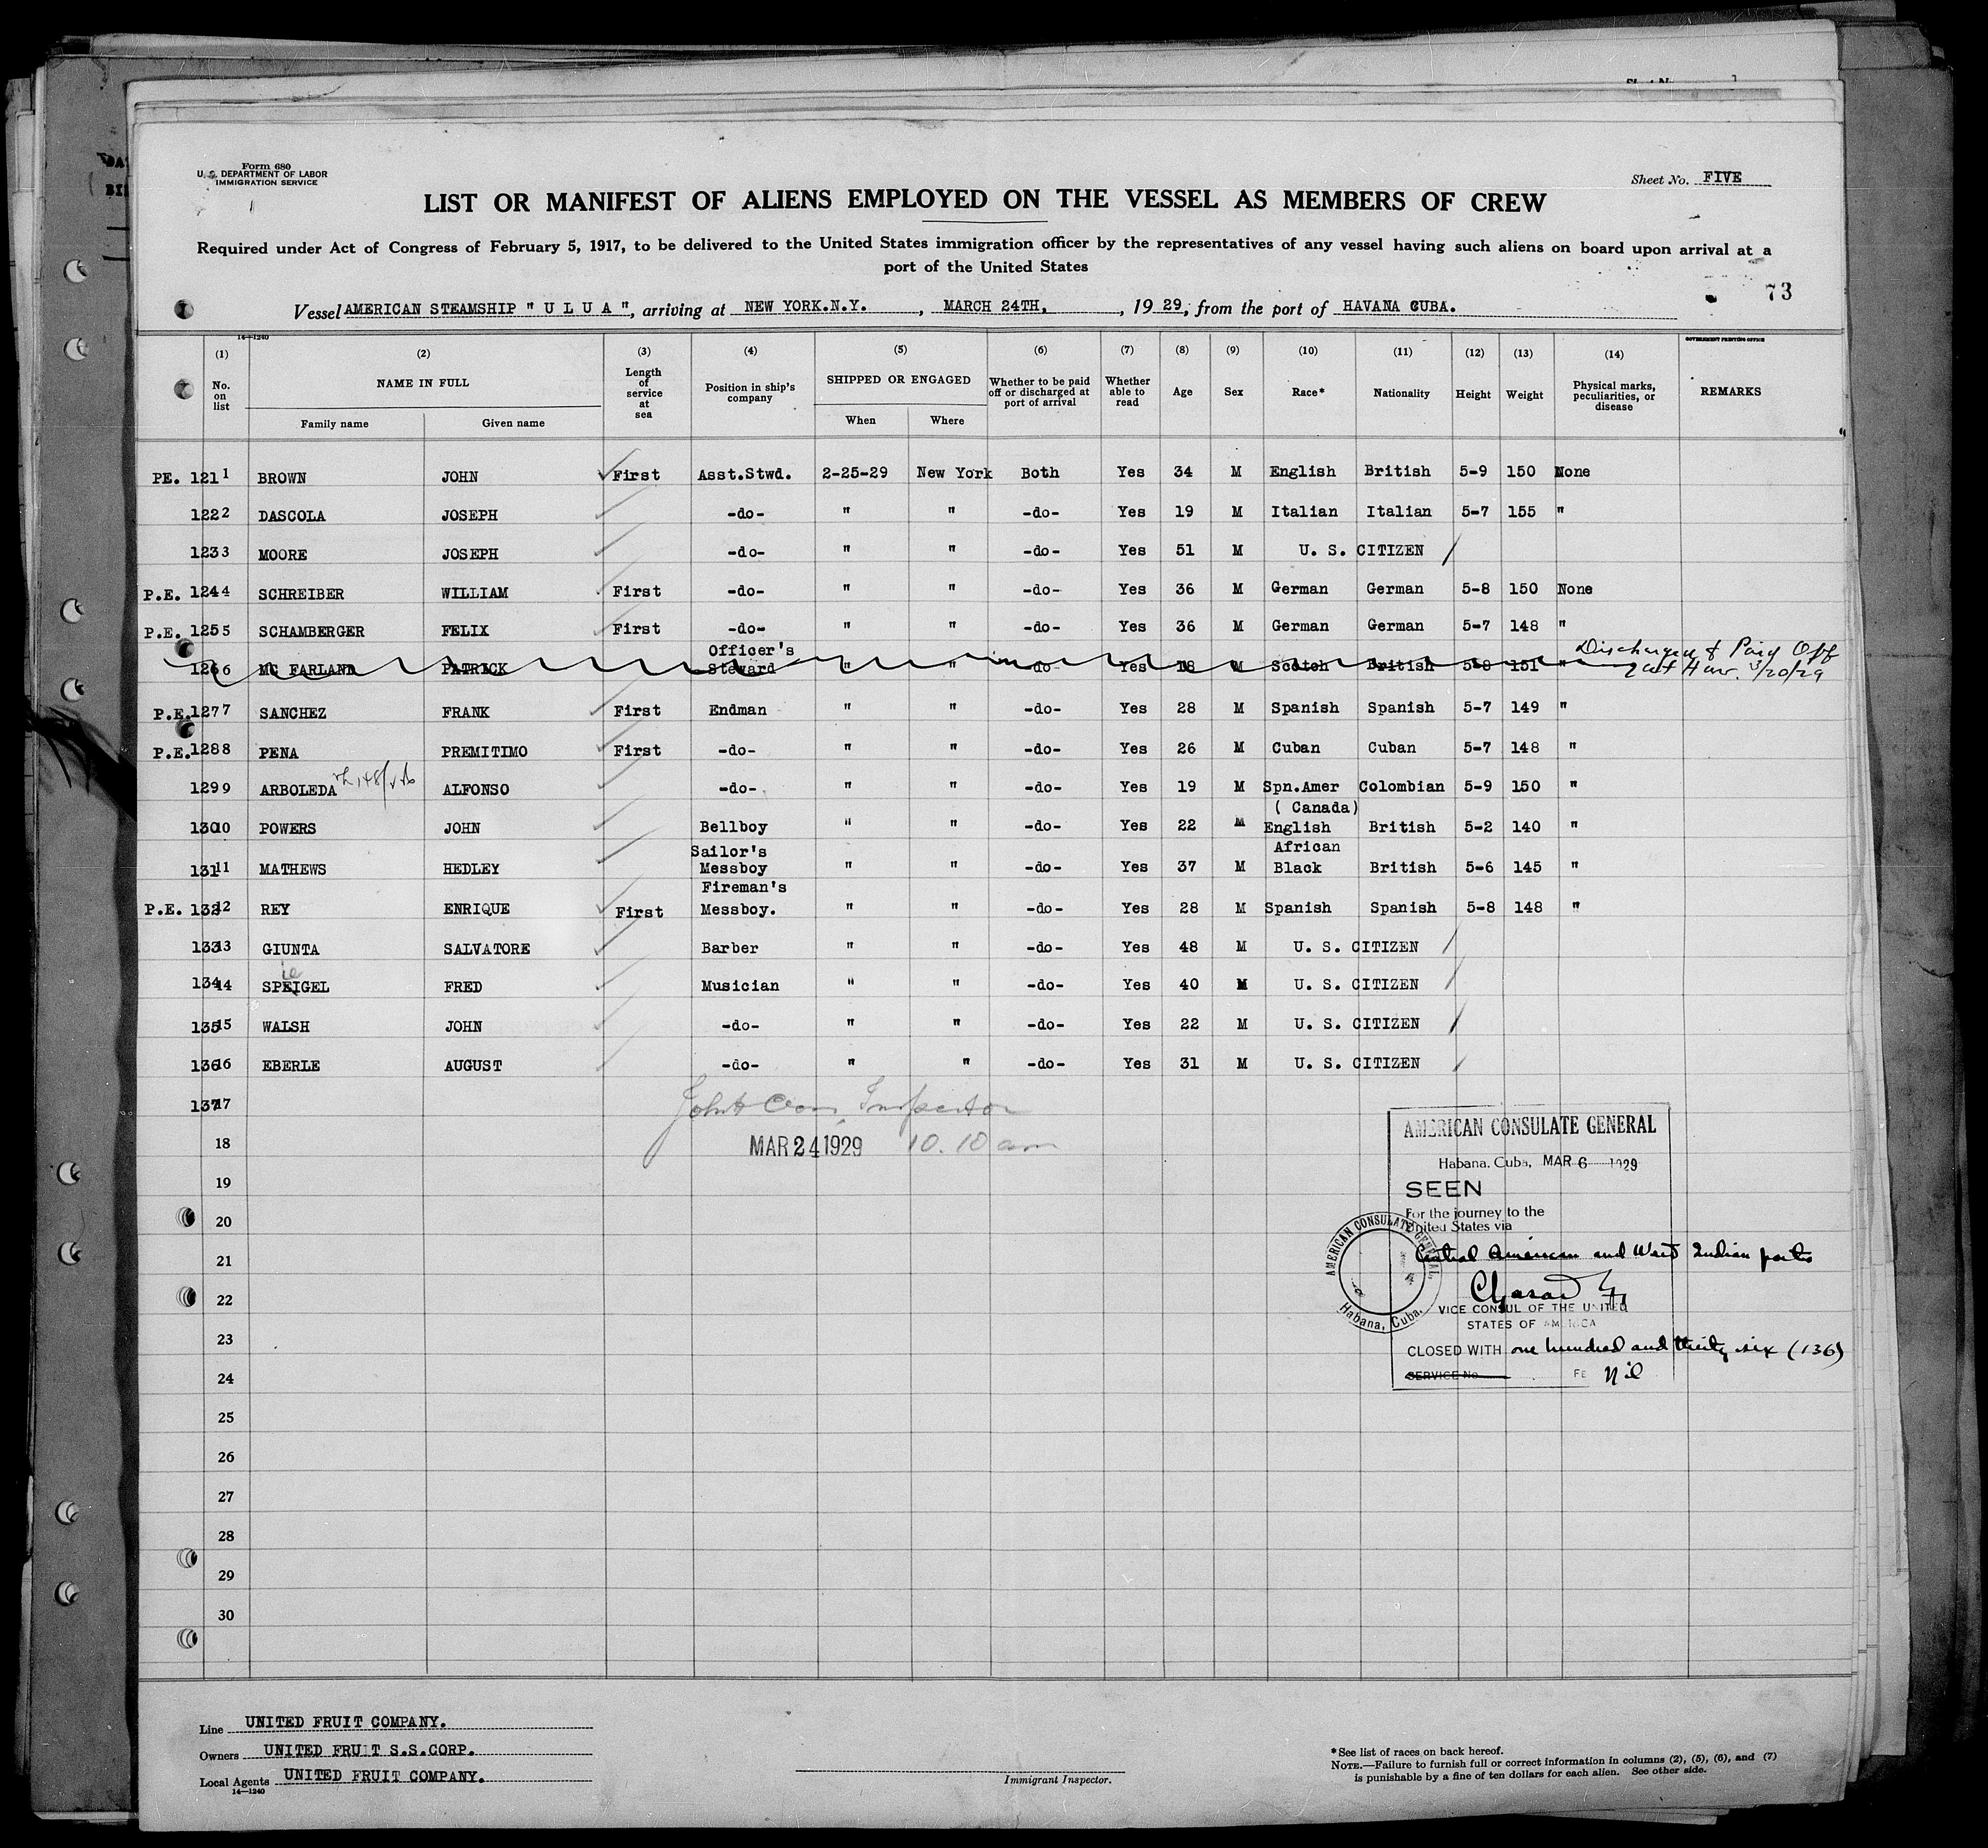 Form 680
U. S. DEPARTMENT OF LABOR
IMMIGRATION SERVICE
Sheet No. FIVE
LIST OR MANIFEST OF ALIENS EMPLOYED ON THE VESSEL AS MEMBERS OF CREW
Required under Act of Congress of February 5, 1917, to be delivered to the United States immigration officer by the representatives of any vessel having such aliens on board upon arrival at a
port of the United States
73
Vessel AMERICAN STEAMSHIP " U L U A ", arriving at NEW YORK.N.Y. , MARCH 24TH. , 19 29, from the port of HAVANA CUBA.
14—1240
GOVERNMENT PRINTING OFFICE
(1) (2) (3) (4) (5) (6) (7) (8) (9) (10) (11) (12) (13) (14)
No. on list NAME IN FULL Family name Given name Length of service at sea Position in ship's company SHIPPED OR ENGAGED When Where Whether to be paid off or discharged at port of arrival Whether able to read Age Sex Race* Nationality Height Weight Physical marks, peculiarities, or disease REMARKS
PE. 121 1 BROWN JOHN First Asst.Stwd. 2-25-29 New York Both Yes 34 M English British 5-9 150 None
122 2 DASCOLA JOSEPH -do- " " -do- Yes 19 M Italian Italian 5-7 155 "
123 3 MOORE JOSEPH -do- " " -do- Yes 51 M U. S. CITIZEN /
P.E. 124 4 SCHREIBER WILLIAM First -do- " " -do- Yes 36 M German German 5-8 150 None
P.E. 125 5 SCHAMBERGER FELIX First -do- " " -do- Yes 36 M German German 5-7 148 "
126 6 MC FARLAND PATRICK Officer's Steward " " -do- Yes 18 M Scotch British 5-8 151 " Discharged & Paid Off
3/20/29
P.E. 127 7 SANCHEZ FRANK First Endman " " -do- Yes 28 M Spanish Spanish 5-7 149 "
P.E. 128 8 PENA PREMITIMO First -do- " " -do- Yes 26 M Cuban Cuban 5-7 148 "
129 9 ARBOLEDA ALFONSO -do- " " -do- Yes 19 M Spn.Amer Colombian 5-9 150 "
130 10 POWERS JOHN Bellboy " " -do- Yes 22 M ( Canada) English British 5-2 140 "
131 11 MATHEWS HEDLEY Sailor's Messboy " " -do- Yes 37 M African Black British 5-6 145 "
P.E. 132 12 REY ENRIQUE First Fireman's Messboy. " " -do- Yes 28 M Spanish Spanish 5-8 148 "
133 13 GIUNTA SALVATORE Barber " " -do- Yes 48 M U. S. CITIZEN /
134 14 SPEIGEL ie FRED Musician " " -do- Yes 40 M U. S. CITIZEN /
135 15 WALSH JOHN -do- " " -do- Yes 22 M U. S. CITIZEN /
136 16 EBERLE AUGUST -do- " " -do- Yes 31 M U. S. CITIZEN /
137 17
Inspector
18 MAR 24 1929 10.10 am
19
20
21
22
23
24
25
26
27
28
29
30
AMERICAN CONSULATE GENERAL
Habana, Cuba, MAR 6 1929
SEEN
For the journey to the
United States via
Central American and West Indian ports
VICE CONSUL OF THE UNITED
STATES OF AMERICA
CLOSED WITH one hundred and thirty six (136)
SERVICE No. FE Nil
AMERICAN CONSULATE GENERAL
Habana, Cuba.
Line UNITED FRUIT COMPANY.
Owners UNITED FRUIT S.S.CORP.
Local Agents UNITED FRUIT COMPANY.
14—1240
Immigrant Inspector.
*See list of races on back hereof.
NOTE.—Failure to furnish full or correct information in columns (2), (5), (6), and (7)
is punishable by a fine of ten dollars for each alien. See other side.